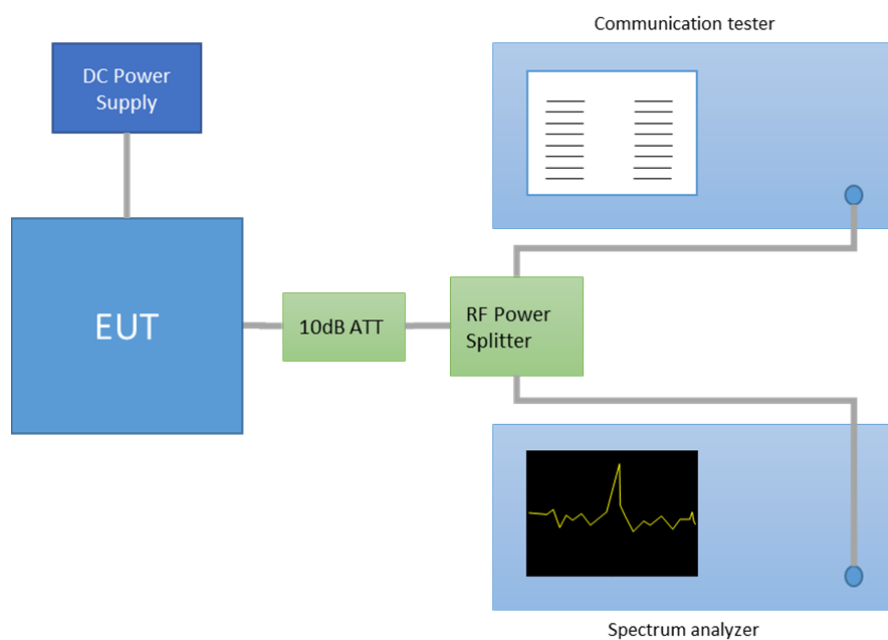 Communication tester
DC Power
Supply
EUT
10dB ATT
RF Power
Splitter
Spectrum analyzer